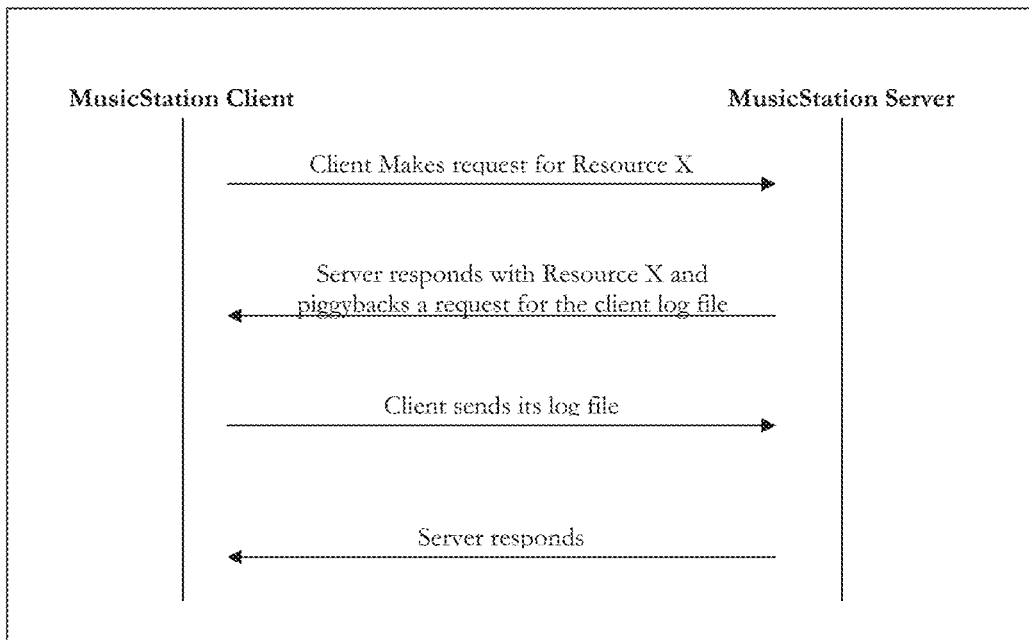 MusicStation Client
MusicStation Server
Client Makes request for Resource X
Server responds with Resource X and
piggybacks a request for the client log file
Client sends its log file
Server responds